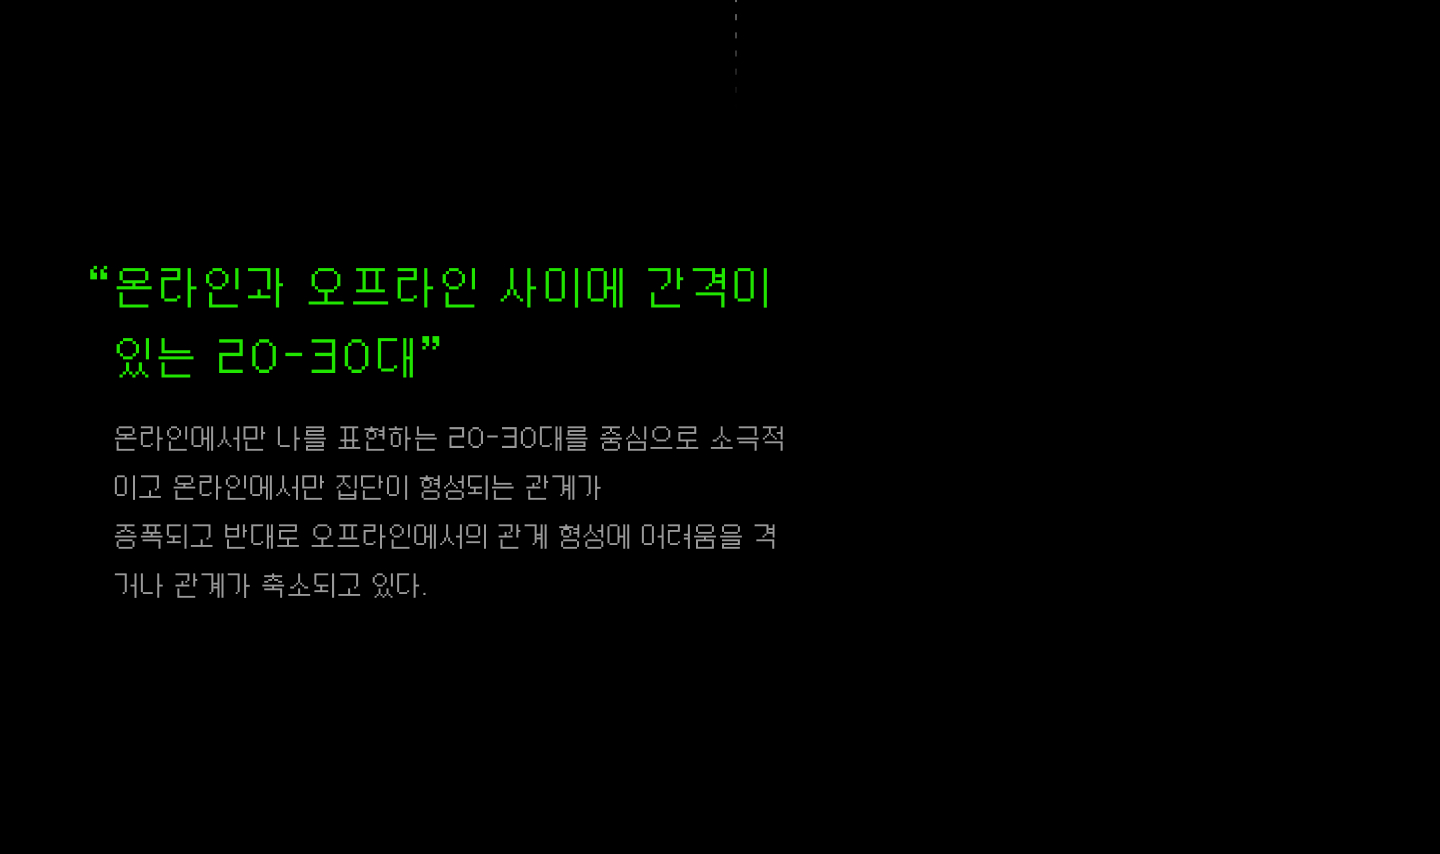 “온라인과 오프라인 사이에 간격이
있는 20-30대”
온라인에서만 나를 표현하는 20-30대를 중심으로 소극적
이고 온라인에서만 집단이 형성되는 관계가
증폭되고 반대로 오프라인에서의 관계 형성에 어려움을 격
거나 관계가 축소되고 있다.